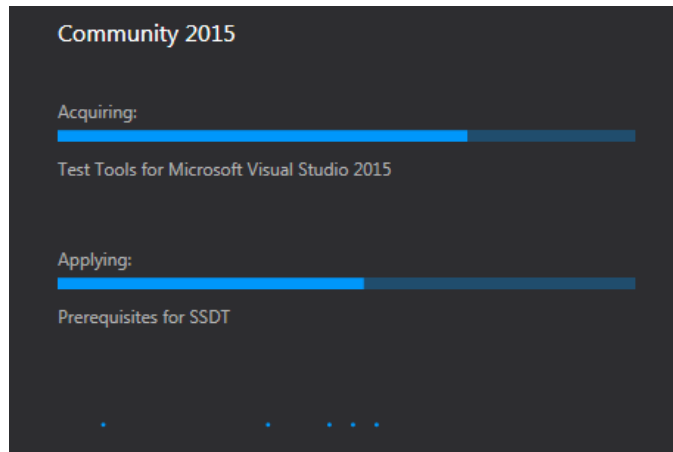 Community 2015
Acquiring:
Test Tools for Microsoft Visual Studio 2015
Applying:
Prerequisites for SSDT